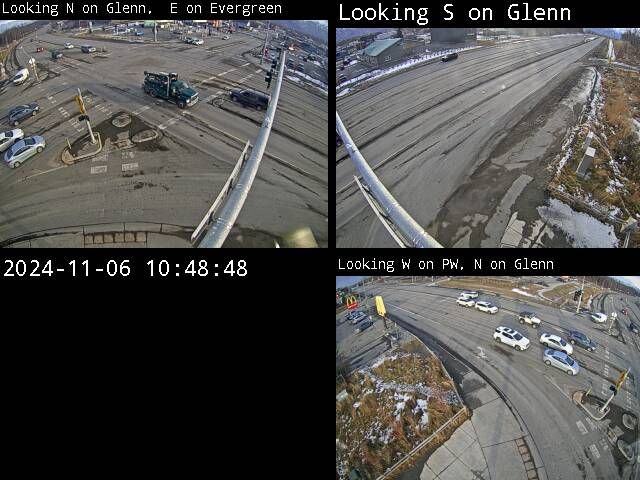 Looking N on Glenn,  E on Evergreen
Looking S on Glenn
2024-11-06 10:48:48
Looking W on PW, N on Glenn